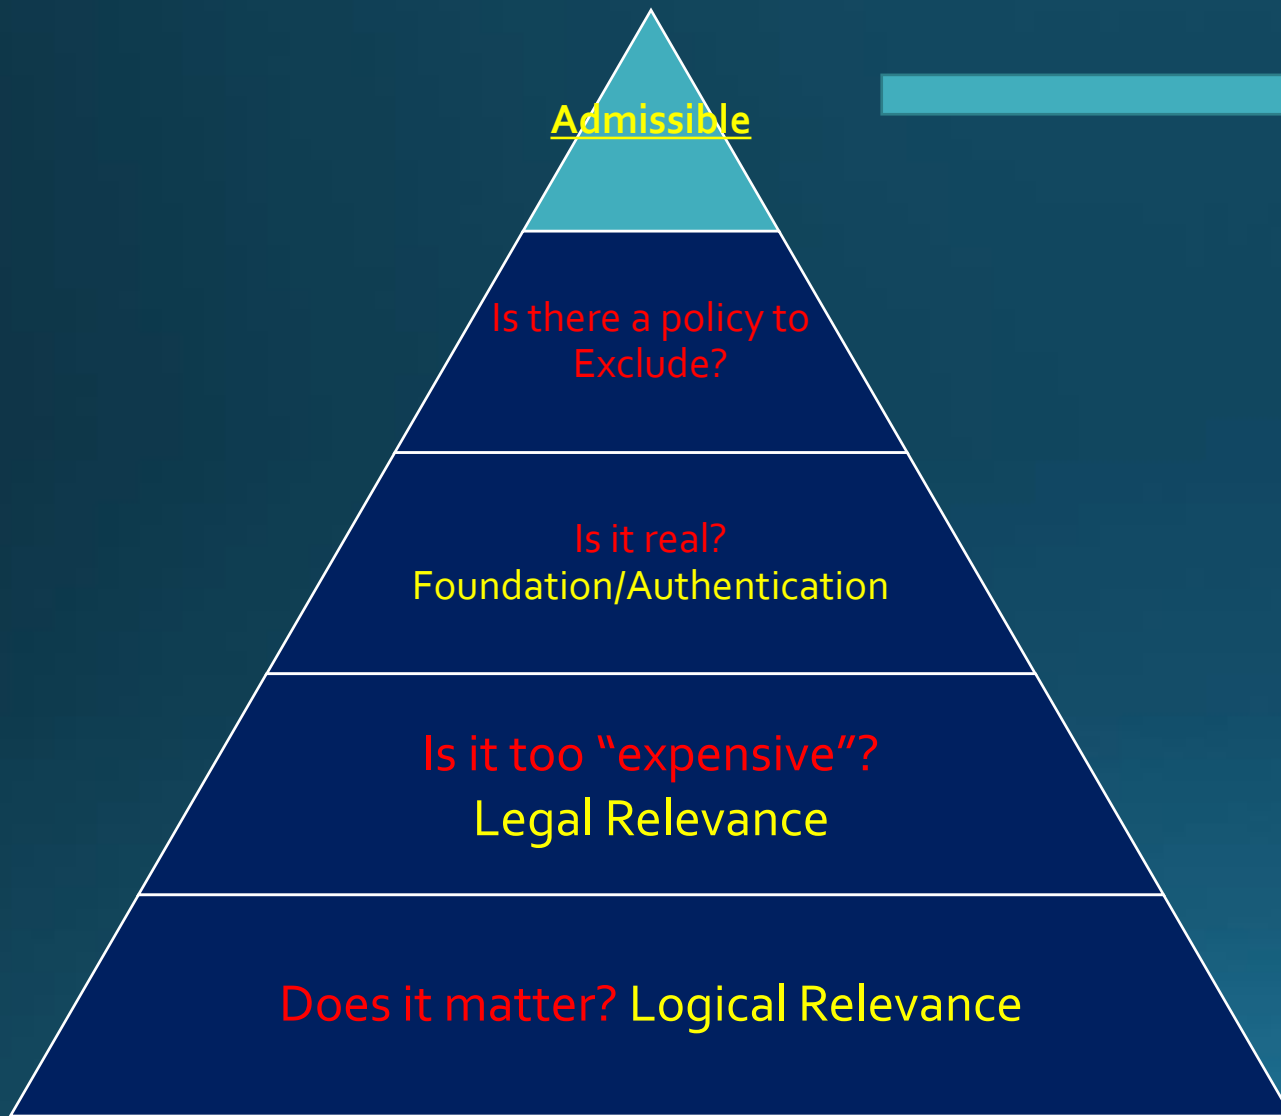 Admissible
Is there a policy to
Exclude?
Is it real?
Foundation/Authentication
Is it too “expensive”?
Legal Relevance
Does it matter? Logical Relevance